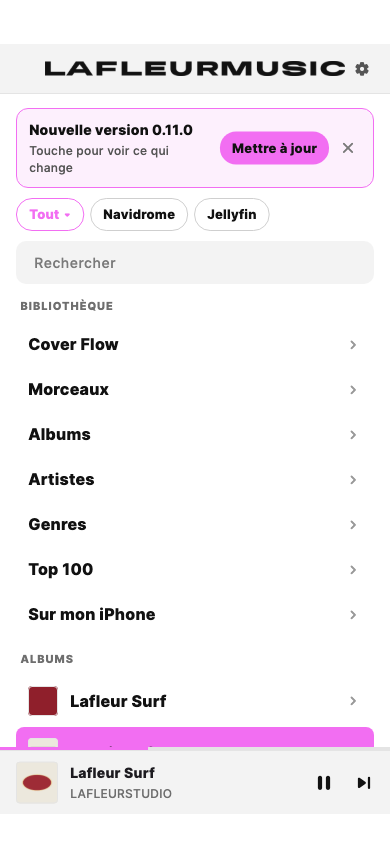 LAFLEURMUSIC
Nouvelle version 0.11.0
Touche pour voir ce qui
change
Mettre à jour
Tout
Navidrome
Jellyfin
Rechercher
BIBLIOTHÈQUE
Cover Flow
Morceaux
Albums
Artistes
Genres
Top 100
Sur mon iPhone
ALBUMS
Lafleur Surf
Lafleur Surf
LAFLEURSTUDIO